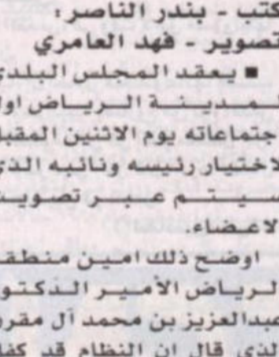 كتب - بندر الناصر،
تصوير - فهد العامري
■ يعقد المجلس البلدي
لمدينة الرياض اول
اجتماعاته يوم الاثنين المقبل
لاختيار رئيسه ونائبه الذي
سيتم عبر تصويت
الاعضاء.
اوضح ذلك امين منطقة
الرياض الأمير الدكتور
عبدالعزيز بن محمد آل مقرن
الذي قال ان النظام قد كفل